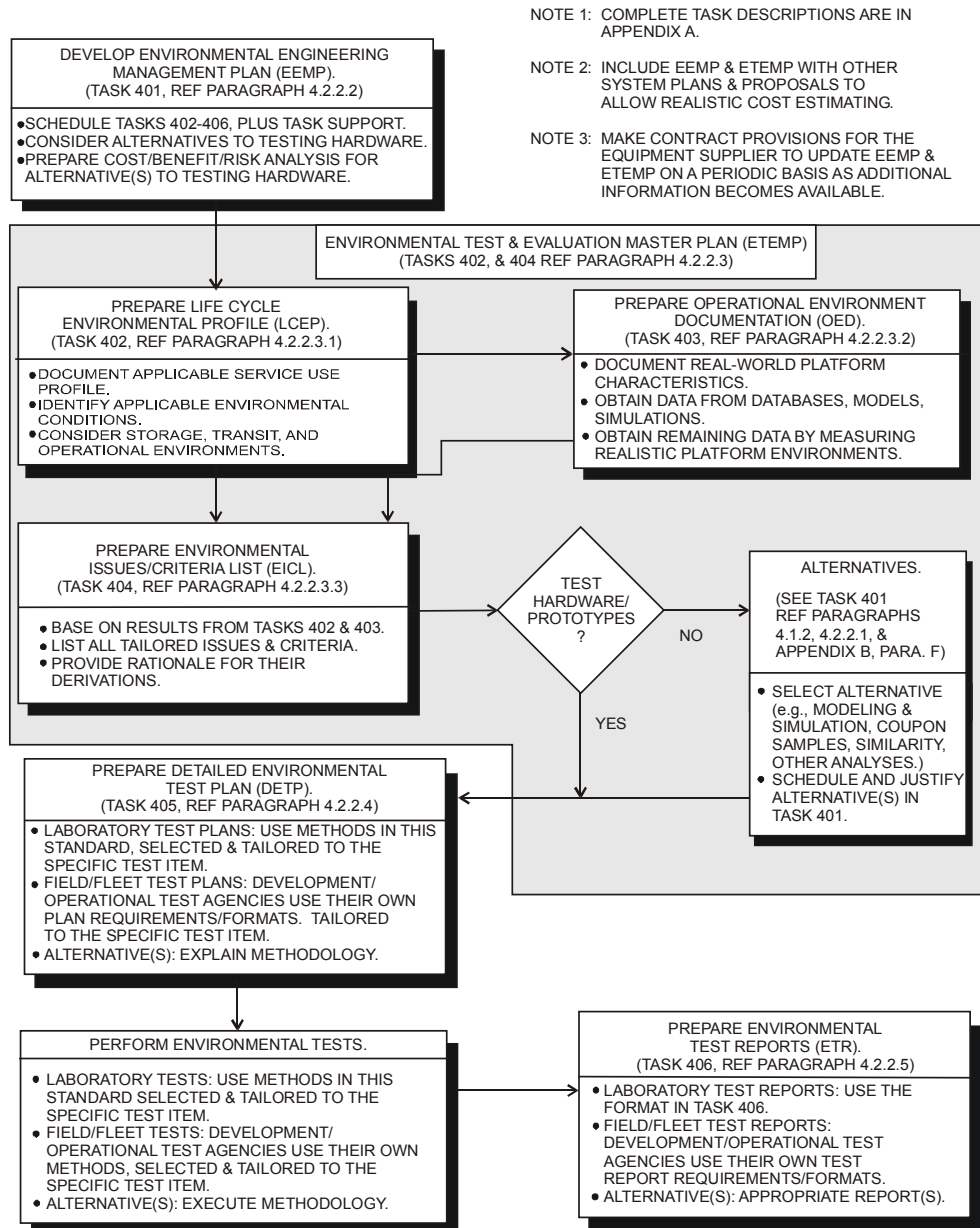 NOTE 1: COMPLETE TASK DESCRIPTIONS ARE IN
APPENDIX A.
NOTE 2: INCLUDE EEMP & ETEMP WITH OTHER
SYSTEM PLANS & PROPOSALS TO
ALLOW REALISTIC COST ESTIMATING.
NOTE 3: MAKE CONTRACT PROVISIONS FOR THE
EQUIPMENT SUPPLIER TO UPDATE EEMP &
ETEMP ON A PERIODIC BASIS AS ADDITIONAL
INFORMATION BECOMES AVAILABLE.
DEVELOP ENVIRONMENTAL ENGINEERING
MANAGEMENT PLAN (EEMP).
(TASK 401, REF PARAGRAPH 4.2.2.2)
●SCHEDULE TASKS 402-406, PLUS TASK SUPPORT.
●CONSIDER ALTERNATIVES TO TESTING HARDWARE.
●PREPARE COST/BENEFIT/RISK ANALYSIS FOR
ALTERNATIVE(S) TO TESTING HARDWARE.
ENVIRONMENTAL TEST & EVALUATION MASTER PLAN (ETEMP)
(TASKS 402, & 404 REF PARAGRAPH 4.2.2.3)
PREPARE LIFE CYCLE
ENVIRONMENTAL PROFILE (LCEP).
(TASK 402, REF PARAGRAPH 4.2.2.3.1)
● DOCUMENT APPLICABLE SERVICE USE
PROFILE.
● IDENTIFY APPLICABLE ENVIRONMENTAL
CONDITIONS.
● CONSIDER STORAGE, TRANSIT, AND
OPERATIONAL ENVIRONMENTS.
PREPARE OPERATIONAL ENVIRONMENT
DOCUMENTATION (OED).
(TASK 403, REF PARAGRAPH 4.2.2.3.2)
● DOCUMENT REAL-WORLD PLATFORM
CHARACTERISTICS.
● OBTAIN DATA FROM DATABASES, MODELS,
SIMULATIONS.
● OBTAIN REMAINING DATA BY MEASURING
REALISTIC PLATFORM ENVIRONMENTS.
PREPARE ENVIRONMENTAL
ISSUES/CRITERIA LIST (EICL).
(TASK 404, REF PARAGRAPH 4.2.2.3.3)
● BASE ON RESULTS FROM TASKS 402 & 403.
● LIST ALL TAILORED ISSUES & CRITERIA.
● PROVIDE RATIONALE FOR THEIR
DERIVATIONS.
TEST
HARDWARE/
PROTOTYPES
?
NO
YES
ALTERNATIVES.
(SEE TASK 401
REF PARAGRAPHS
4.1.2, 4.2.2.1, &
APPENDIX B, PARA. F)
● SELECT ALTERNATIVE
(e.g., MODELING &
SIMULATION, COUPON
SAMPLES, SIMILARITY,
OTHER ANALYSES.)
● SCHEDULE AND JUSTIFY
ALTERNATIVE(S) IN
TASK 401.
PREPARE DETAILED ENVIRONMENTAL
TEST PLAN (DETP).
(TASK 405, REF PARAGRAPH 4.2.2.4)
● LABORATORY TEST PLANS: USE METHODS IN THIS
STANDARD, SELECTED & TAILORED TO THE
SPECIFIC TEST ITEM.
● FIELD/FLEET TEST PLANS: DEVELOPMENT/
OPERATIONAL TEST AGENCIES USE THEIR OWN
PLAN REQUIREMENTS/FORMATS. TAILORED
TO THE SPECIFIC TEST ITEM.
● ALTERNATIVE(S): EXPLAIN METHODOLOGY.
PERFORM ENVIRONMENTAL TESTS.
● LABORATORY TESTS: USE METHODS IN THIS
STANDARD SELECTED & TAILORED TO THE
SPECIFIC TEST ITEM.
● FIELD/FLEET TESTS: DEVELOPMENT/
OPERATIONAL TEST AGENCIES USE THEIR OWN
METHODS, SELECTED & TAILORED TO THE
SPECIFIC TEST ITEM.
● ALTERNATIVE(S): EXECUTE METHODOLOGY.
PREPARE ENVIRONMENTAL
TEST REPORTS (ETR).
(TASK 406, REF PARAGRAPH 4.2.2.5)
● LABORATORY TEST REPORTS: USE THE
FORMAT IN TASK 406.
● FIELD/FLEET TEST REPORTS:
DEVELOPMENT/OPERATIONAL TEST
AGENCIES USE THEIR OWN TEST
REPORT REQUIREMENTS/FORMATS.
● ALTERNATIVE(S): APPROPRIATE REPORT(S).